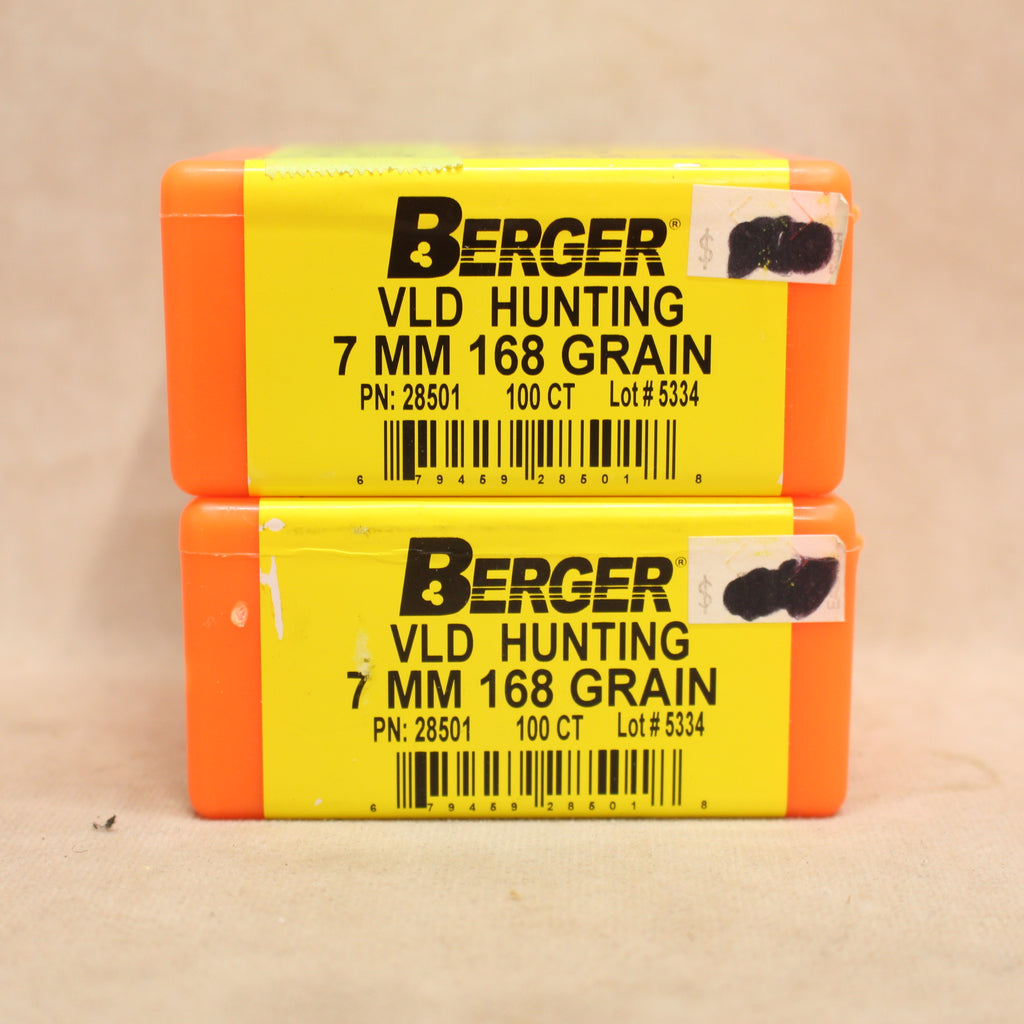 BERGER®
$
VLD HUNTING
7 MM 168 GRAIN
PN: 28501 100 CT Lot # 5334
6 79459 28501 8
BERGER®
$
VLD HUNTING
7 MM 168 GRAIN
PN: 28501 100 CT Lot # 5334
6 79459 28501 8